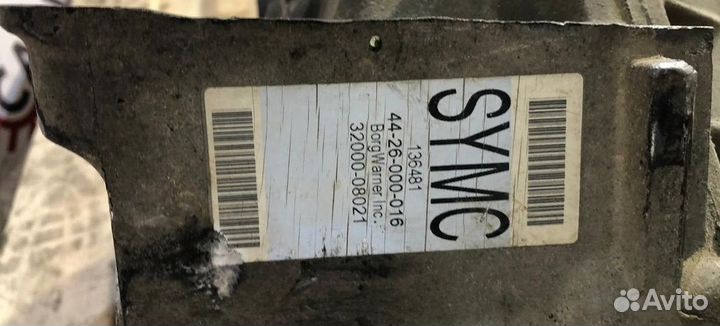 SYMC
136481
44-26-000-016
BorgWarner Inc.
32000-08021
Avito